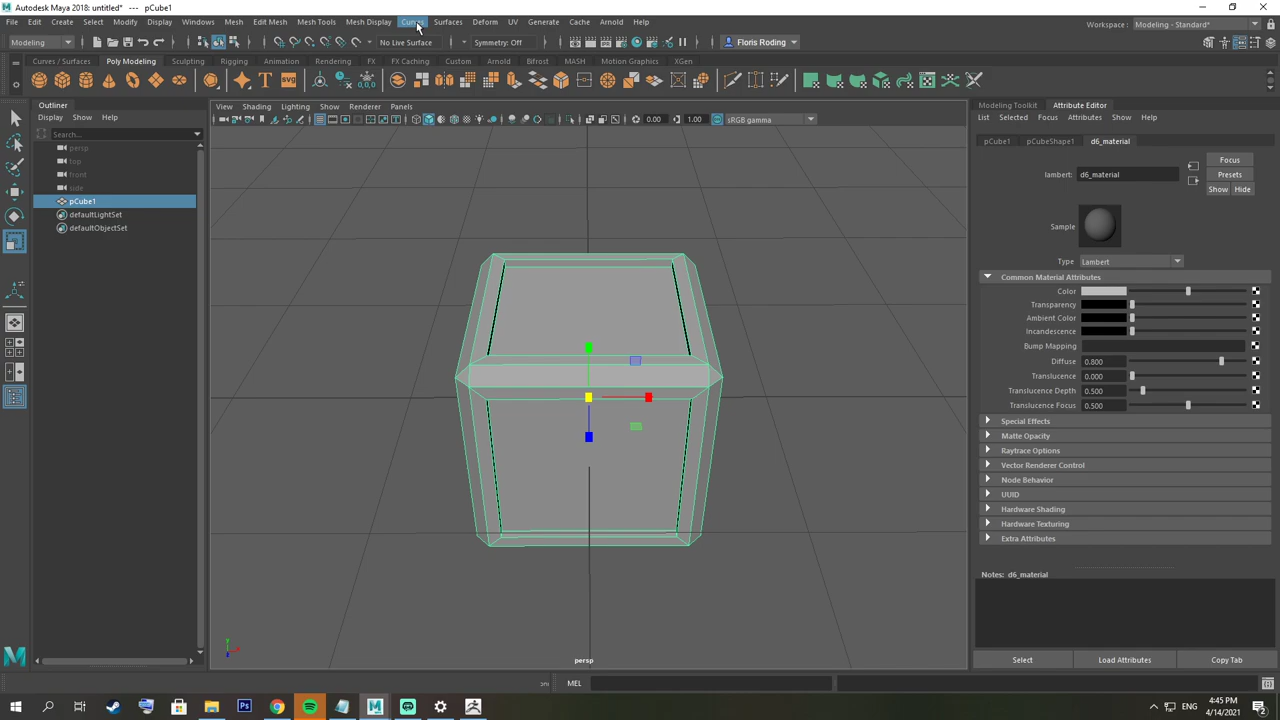 Autodesk Maya 2018: untitled* --- pCube1
File Edit Create Select Modify Display Windows Mesh Edit Mesh Mesh Tools Mesh Display Curves Surfaces Deform UV Generate Cache Arnold Help
Workspace : Modeling - Standard*
Modeling No Live Surface Symmetry: Off Floris Roding
Curves / Surfaces Poly Modeling Sculpting Rigging Animation Rendering FX FX Caching Custom Arnold Bifrost MASH Motion Graphics XGen
SVG
Outliner
Display Show Help
Search...
persp
top
front
side
pCube1
defaultLightSet
defaultObjectSet
View Shading Lighting Show Renderer Panels
0.00 1.00 sRGB gamma
persp
Modeling Toolkit Attribute Editor
List Selected Focus Attributes Show Help
pCube1 pCubeShape1 d6_material
Focus
lambert: d6_material Presets
Show Hide
Sample
Type Lambert
Common Material Attributes
Color
Transparency
Ambient Color
Incandescence
Bump Mapping
Diffuse 0.800
Translucence 0.000
Translucence Depth 0.500
Translucence Focus 0.500
Special Effects
Matte Opacity
Raytrace Options
Vector Renderer Control
Node Behavior
UUID
Hardware Shading
Hardware Texturing
Extra Attributes
Notes: d6_material
Select Load Attributes Copy Tab
MEL
ENG
4:45 PM
4/14/2021